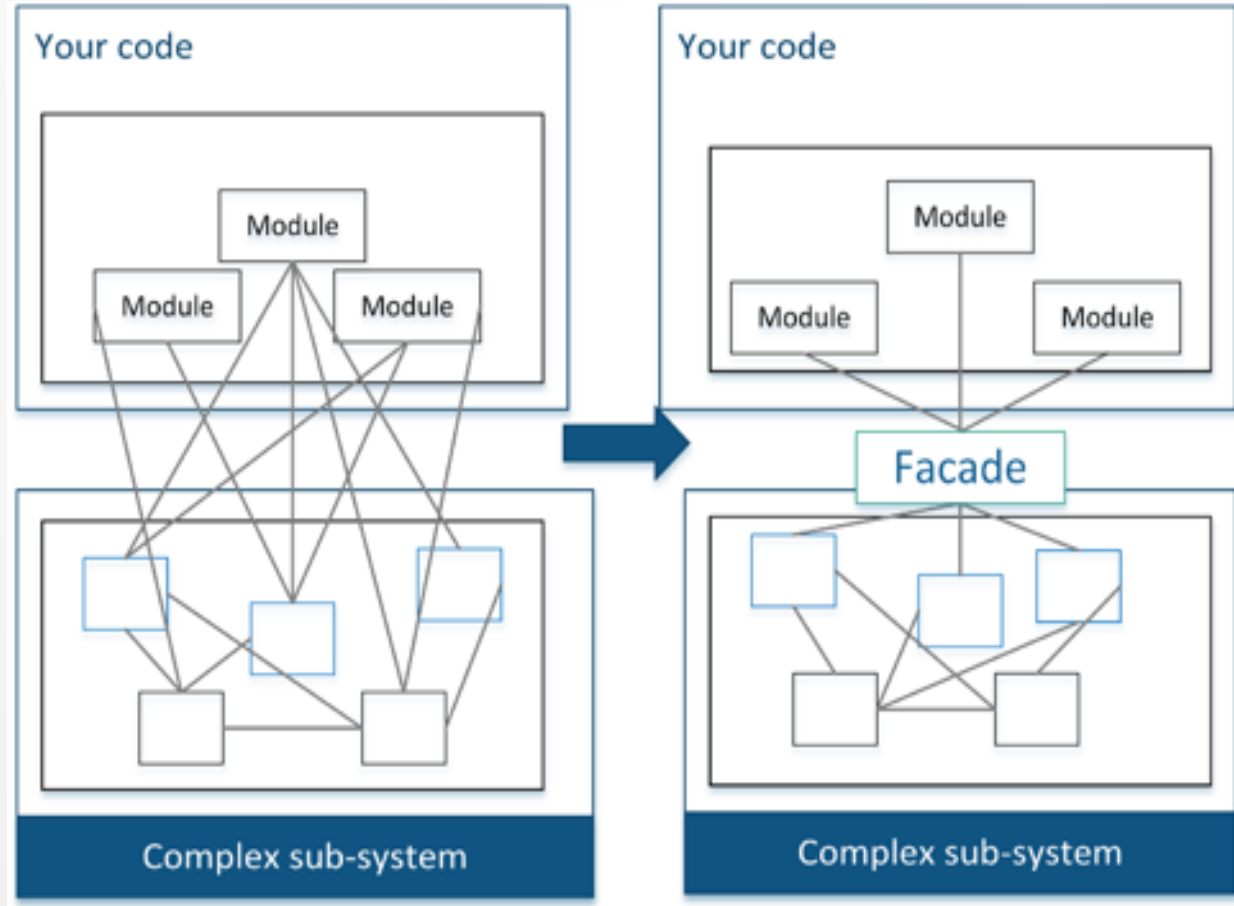 Your code
Module
Module
Module
Complex sub-system
Your code
Module
Module
Module
Facade
Complex sub-system